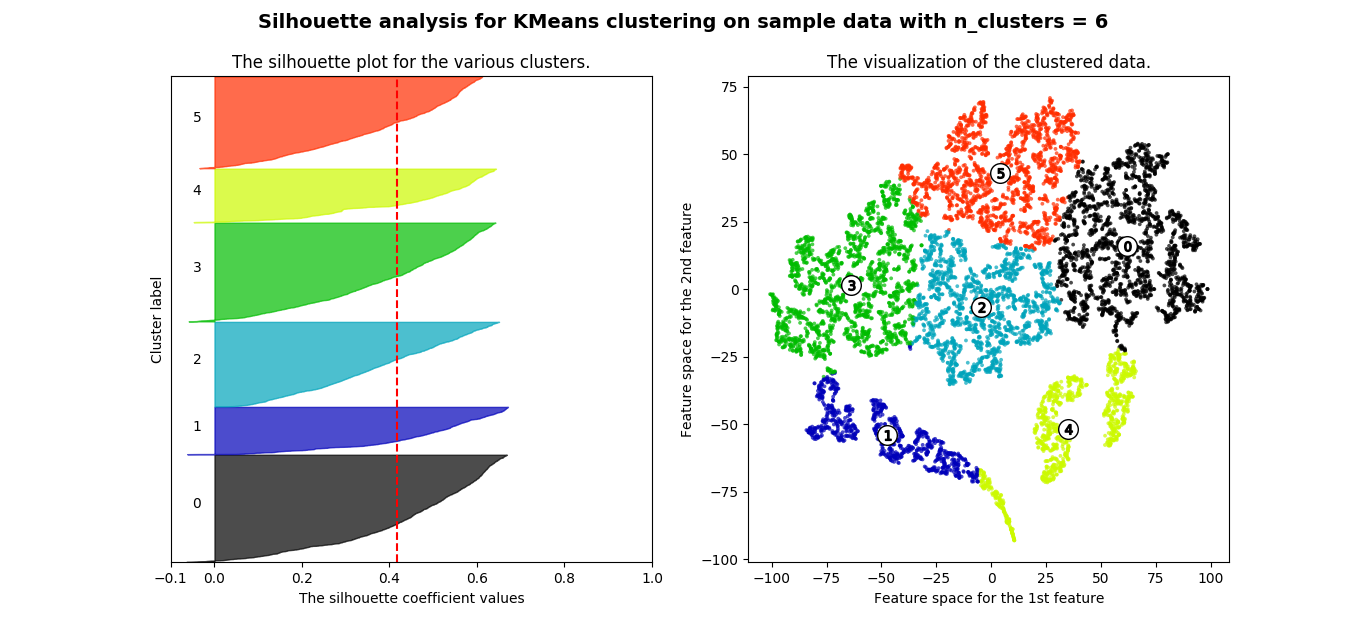 Silhouette analysis for KMeans clustering on sample data with n_clusters = 6
The silhouette plot for the various clusters.
5
4
3
2
1
0
Cluster label
−0.1 0.0 0.2 0.4 0.6 0.8 1.0
The silhouette coefficient values
The visualization of the clustered data.
75
50
25
0
−25
−50
−75
−100
Feature space for the 2nd feature
5
0
3
2
1
4
−100 −75 −50 −25 0 25 50 75 100
Feature space for the 1st feature